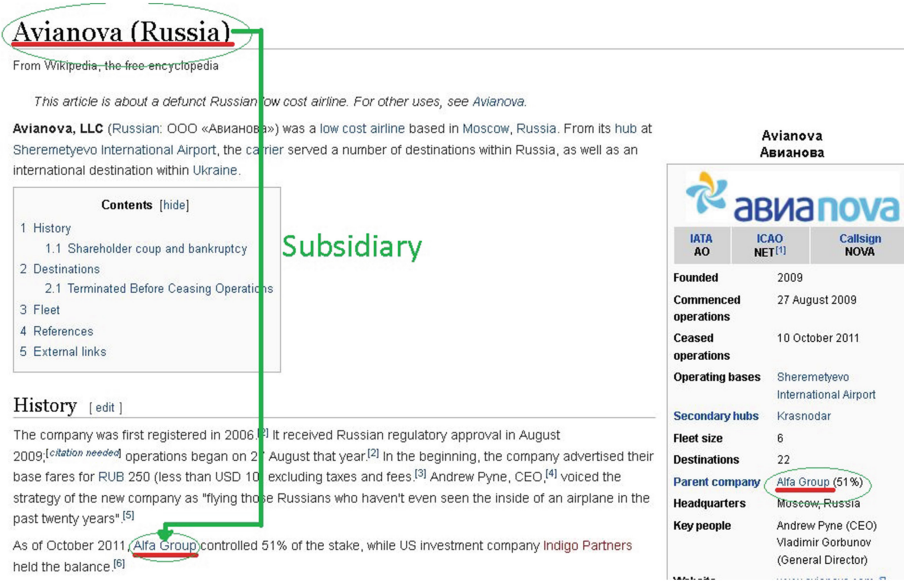 Avianova (Russia)
From Wikipedia, the free encyclopedia
This article is about a defunct Russian low cost airline. For other uses, see Avianova.
Avianova, LLC (Russian: ООО «Авианова») was a low cost airline based in Moscow, Russia. From its hub at
Sheremetyevo International Airport, the carrier served a number of destinations within Russia, as well as an
international destination within Ukraine.
Contents [hide]
1 History
1.1 Shareholder coup and bankruptcy
2 Destinations
2.1 Terminated Before Ceasing Operations
3 Fleet
4 References
5 External links
Subsidiary
History [ edit ]
The company was first registered in 2006.[2] It received Russian regulatory approval in August
2009;[citation needed] operations began on 27 August that year.[2] In the beginning, the company advertised their
base fares for RUB 250 (less than USD 10) excluding taxes and fees.[3] Andrew Pyne, CEO,[4] voiced the
strategy of the new company as "flying those Russians who haven't even seen the inside of an airplane in the
past twenty years".[5]
As of October 2011, Alfa Group controlled 51% of the stake, while US investment company Indigo Partners
held the balance.[6]
Avianova
Авианова
авиаnova
IATA ICAO Callsign
AO NET[1] NOVA
Founded 2009
Commenced 27 August 2009
operations
Ceased 10 October 2011
operations
Operating bases Sheremetyevo
International Airport
Secondary hubs Krasnodar
Fleet size 6
Destinations 22
Parent company Alfa Group (51%)
Headquarters Moscow, Russia
Key people Andrew Pyne (CEO)
Vladimir Gorbunov
(General Director)
Website www.avianova.com